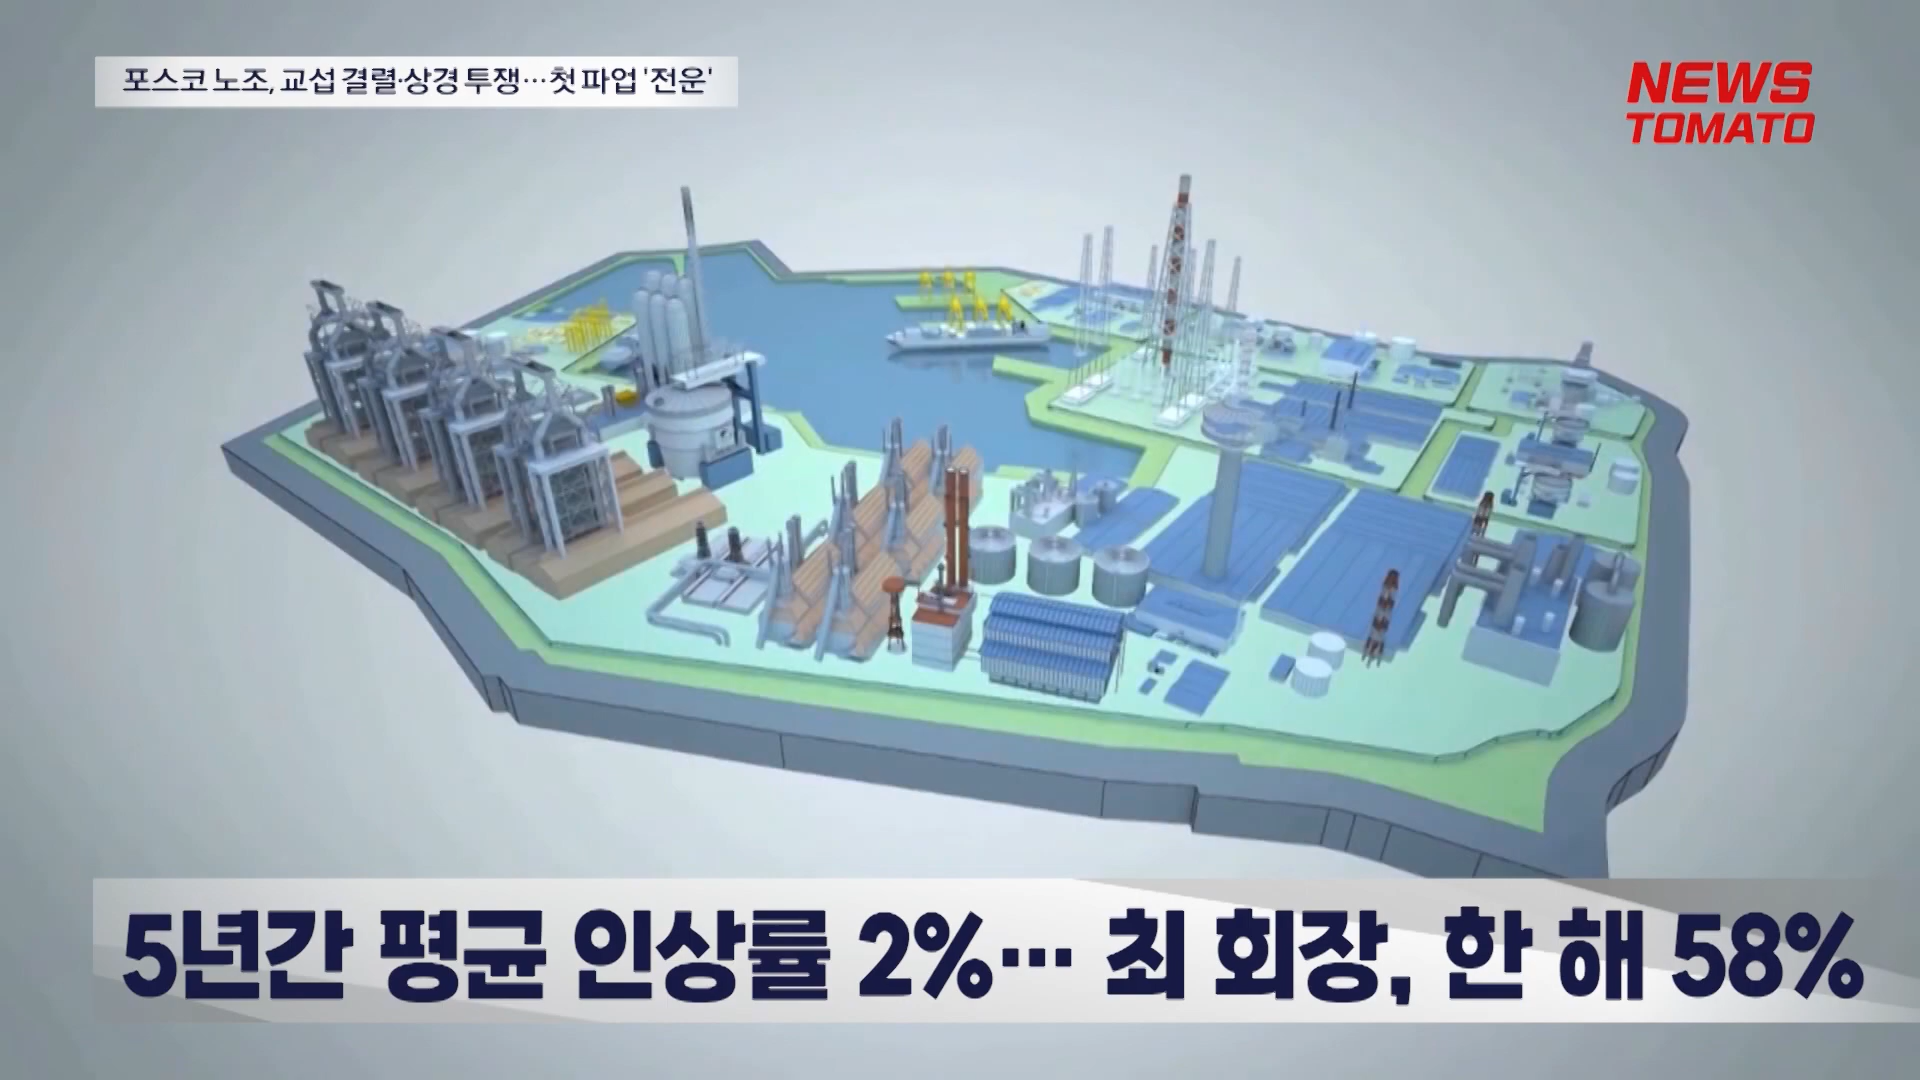 포스코 노조, 교섭 결렬·상경 투쟁…첫 파업 '전운'
NEWS
TOMATO
5년간 평균 인상률 2%… 최 회장, 한 해 58%